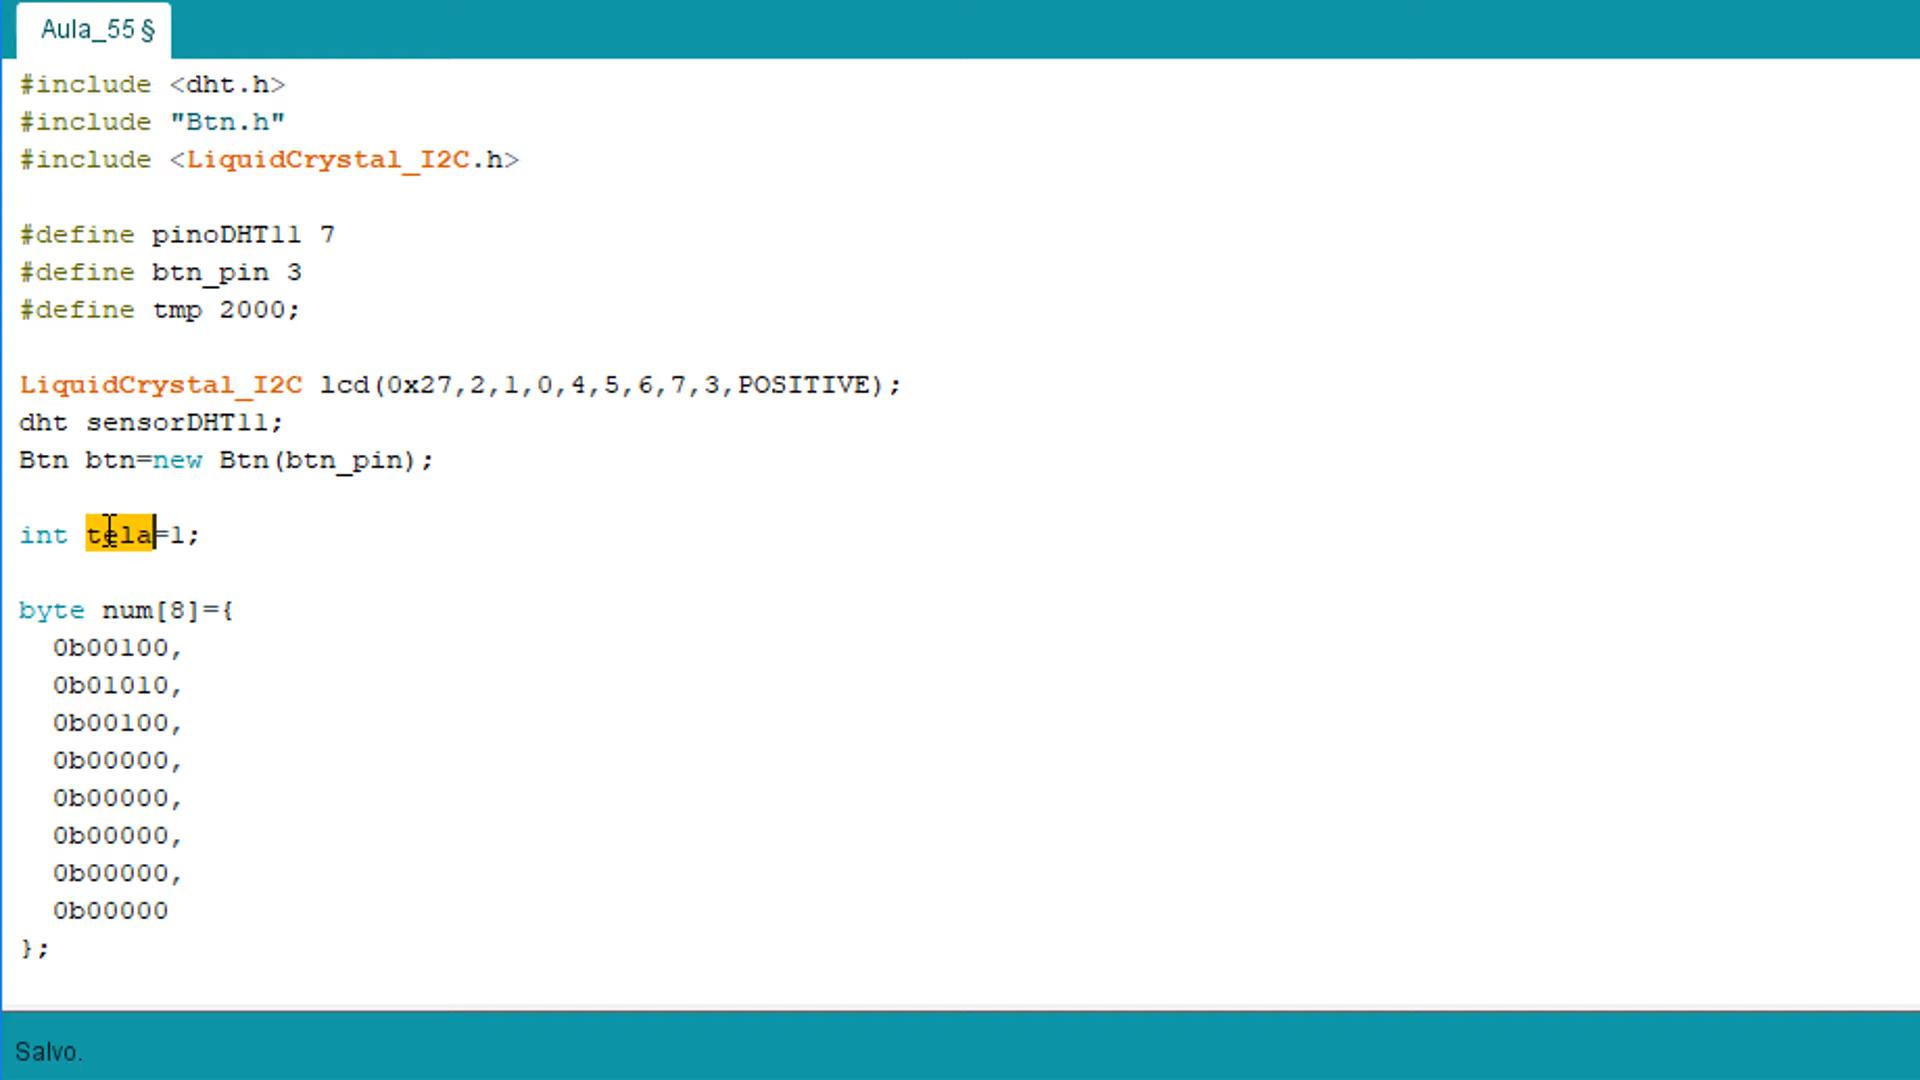 Aula_55 §
#include <dht.h>
#include "Btn.h"
#include <LiquidCrystal_I2C.h>
#define pinoDHT11 7
#define btn_pin 3
#define tmp 2000;
LiquidCrystal_I2C lcd(0x27,2,1,0,4,5,6,7,3,POSITIVE);
dht sensorDHT11;
Btn btn=new Btn(btn_pin);
int tela=1;
byte num[8]={
  0b00100,
  0b01010,
  0b00100,
  0b00000,
  0b00000,
  0b00000,
  0b00000,
  0b00000
};
Salvo.